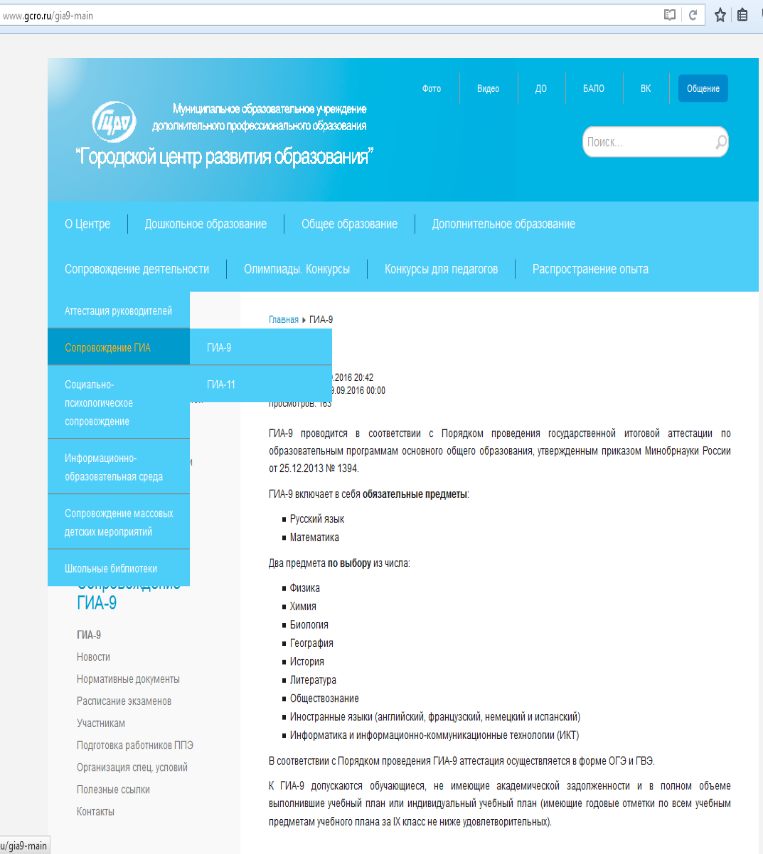 www.gcro.ru/gia9-main
Фото
Видео
ДО
БАЛО
ВК
Общение
Гцро
Муниципальное образовательное учреждение
дополнительного профессионального образования
"Городской центр развития образования"
Поиск...
О Центре
Дошкольное образование
Общее образование
Дополнительное образование
Сопровождение деятельности
Олимпиады. Конкурсы
Конкурсы для педагогов
Распространение опыта
Аттестация руководителей
Сопровождение ГИА
ГИА-9
ГИА-11
Социально-
психологическое
сопровождение
Информационно-
образовательная среда
Сопровождение массовых
детских мероприятий
Школьные библиотеки
Сопровождение
ГИА-9
ГИА-9
Новости
Нормативные документы
Расписание экзаменов
Участникам
Подготовка работников ППЭ
Организация спец. условий
Полезные ссылки
Контакты
Главная ▸ ГИА-9
.2016 20:42
.09.2016 00:00
просмотров: 163
ГИА-9 проводится в соответствии с Порядком проведения государственной итоговой аттестации по
образовательным программам основного общего образования, утвержденным приказом Минобрнауки России
от 25.12.2013 № 1394.
ГИА-9 включает в себя обязательные предметы:
▪ Русский язык
▪ Математика
Два предмета по выбору из числа:
▪ Физика
▪ Химия
▪ Биология
▪ География
▪ История
▪ Литература
▪ Обществознание
▪ Иностранные языки (английский, французский, немецкий и испанский)
▪ Информатика и информационно-коммуникационные технологии (ИКТ)
В соответствии с Порядком проведения ГИА-9 аттестация осуществляется в форме ОГЭ и ГВЭ.
К ГИА-9 допускаются обучающиеся, не имеющие академической задолженности и в полном объеме
выполнившие учебный план или индивидуальный учебный план (имеющие годовые отметки по всем учебным
предметам учебного плана за IX класс не ниже удовлетворительных).
u/gia9-main